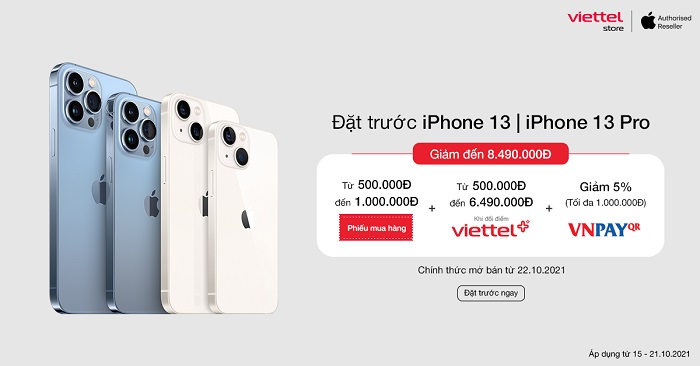 viettel
store
Authorised
Reseller
Đặt trước iPhone 13 | iPhone 13 Pro
Giảm đến 8.490.000Đ
Từ 500.000Đ
đến 1.000.000Đ
Phiếu mua hàng
+
Từ 500.000Đ
đến 6.490.000Đ
Khi đổi điểm
viettel++
+
Giảm 5%
(Tối đa 1.000.000Đ)
VNPAYQR
Chính thức mở bán từ 22.10.2021
Đặt trước ngay
Áp dụng từ 15 - 21.10.2021